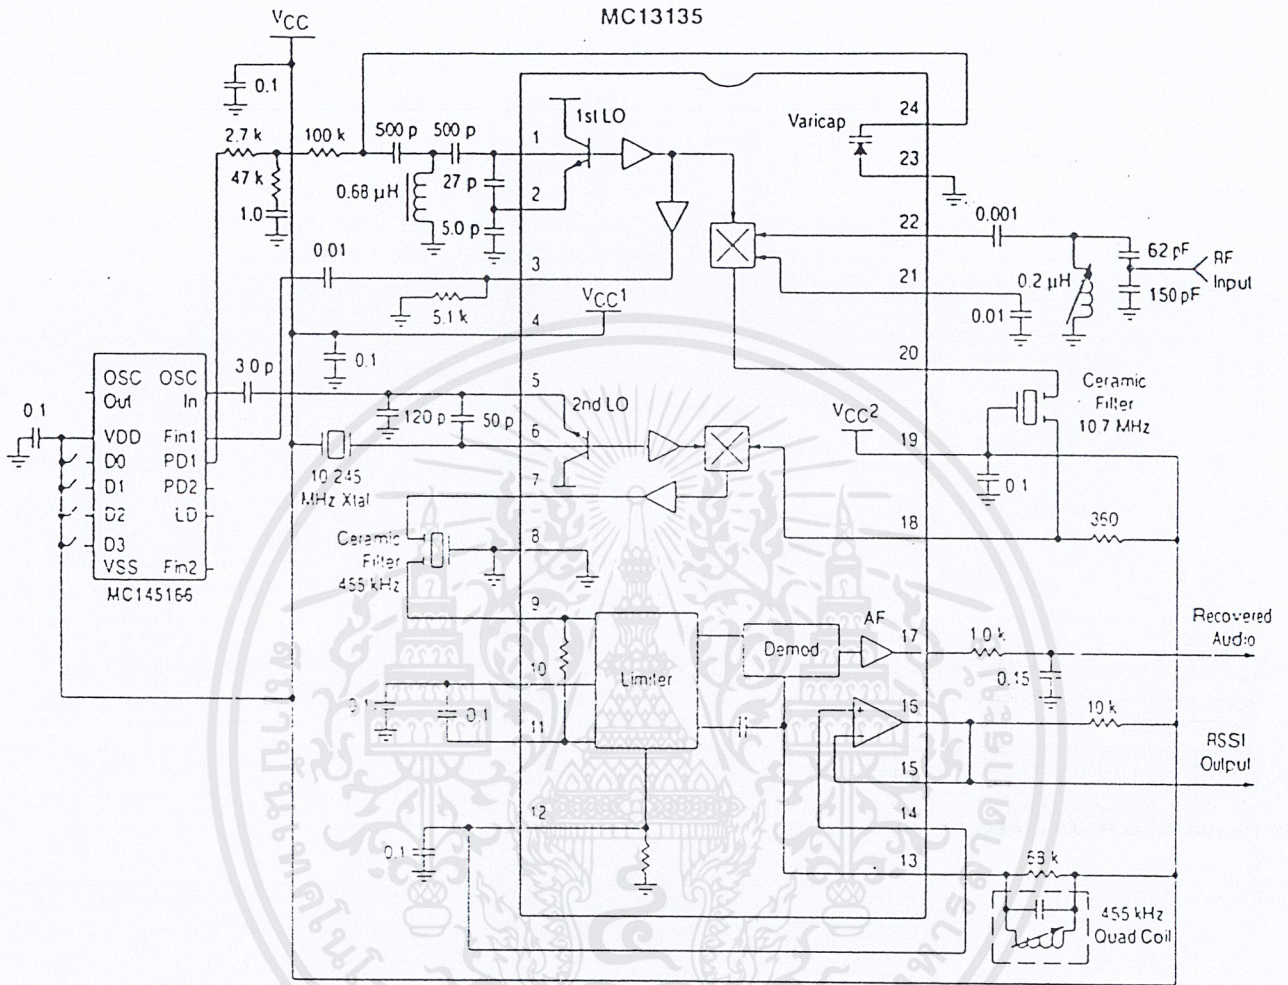 MC13135
VCC
0.1
2.7 k
100 k
500 p
500 p
47 k
1.0
0.68 µH
27 p
5.0 p
1
2
3
4
5
6
7
8
9
10
11
12
1st LO
Varicap
24
23
22
21
20
19
18
17
16
15
14
13
0.001
62 pF
150 pF
RF
Input
0.2 µH
0.01
0.01
5.1 k
VCC1
0.1
3.0 p
120 p
50 p
2nd LO
10.245
MHz Xtal
OSC
Out
OSC
In
VDD
Fin1
D0
PD1
D1
PD2
D2
LD
D3
VSS
Fin2
MC145166
0.1
Ceramic
Filter
455 kHz
VCC2
Ceramic
Filter
10.7 MHz
0.1
360
Limiter
Demod
AF
1.0 k
Recovered
Audio
0.15
10 k
RSSI
Output
0.1
0.1
0.1
68 k
455 kHz
Quad Coil